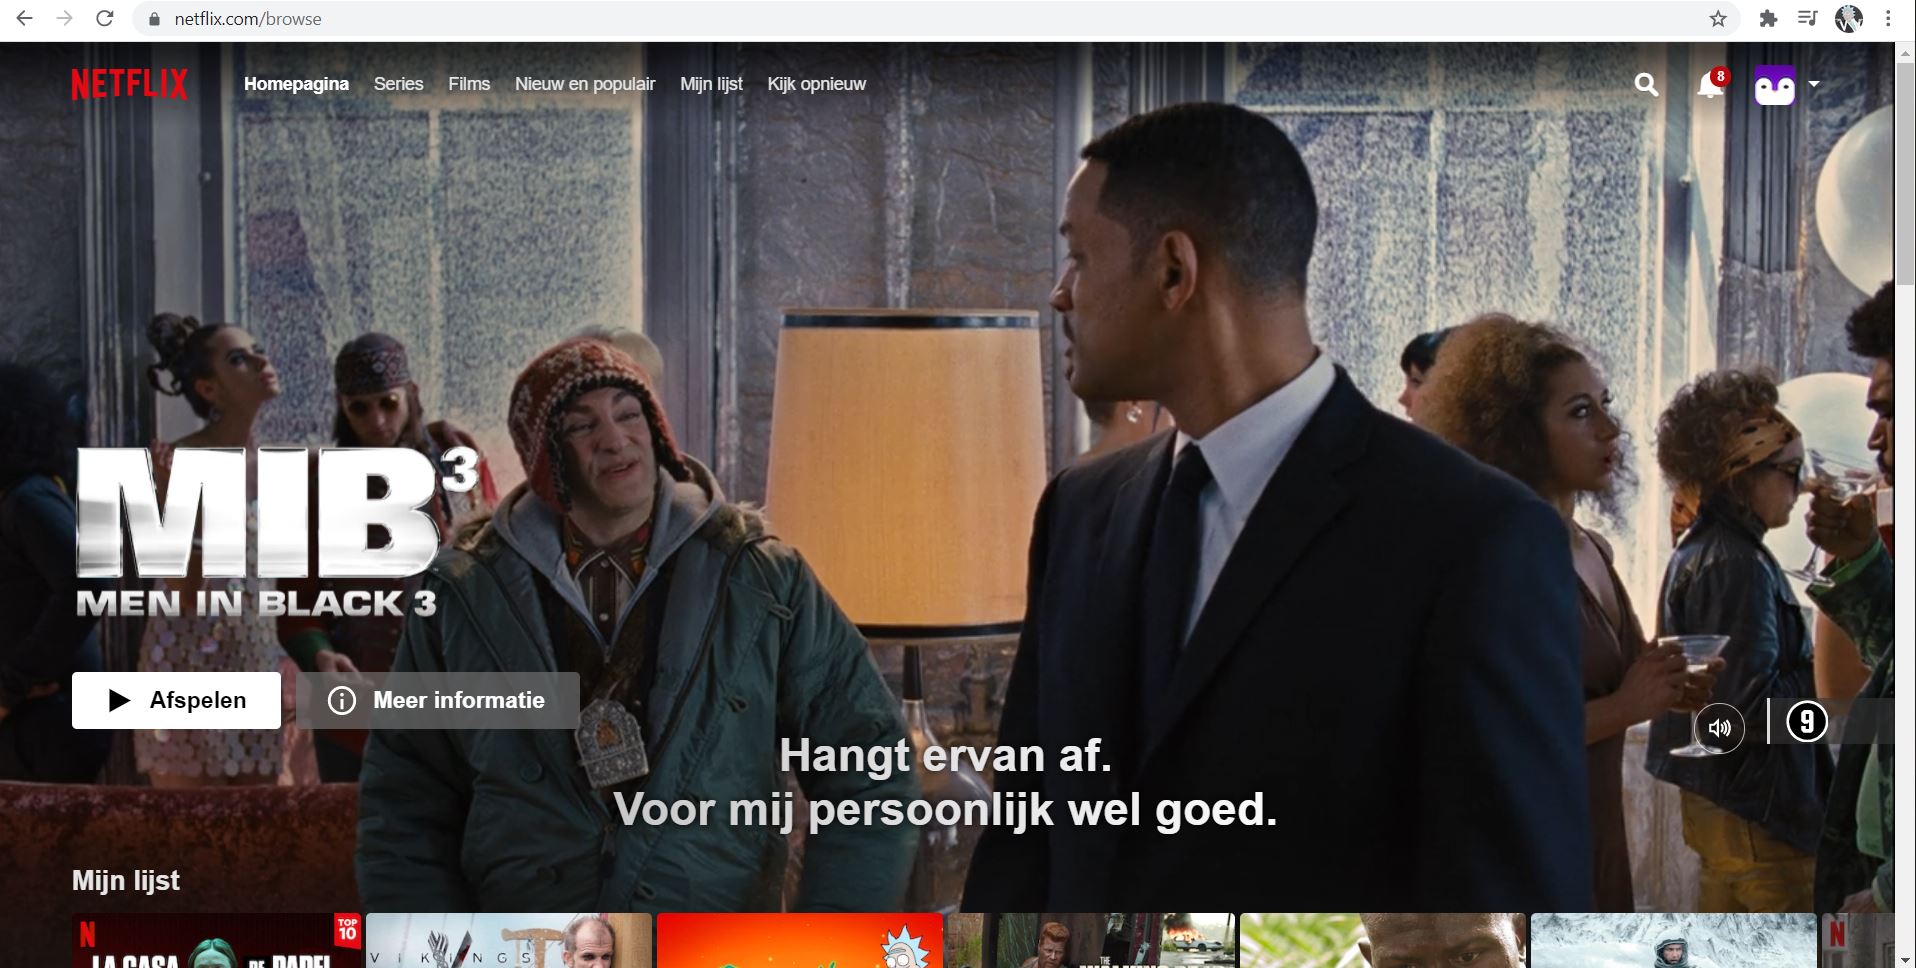 netflix.com/browse
NETFLIX
Homepagina Series Films Nieuw en populair Mijn lijst Kijk opnieuw
8
MIB³
MEN IN BLACK 3
Afspelen Meer informatie
9
Hangt ervan af.
Voor mij persoonlijk wel goed.
Mijn lijst
N
TOP
10
LA CASA DE PAPEL
VIKINGS
THE
N